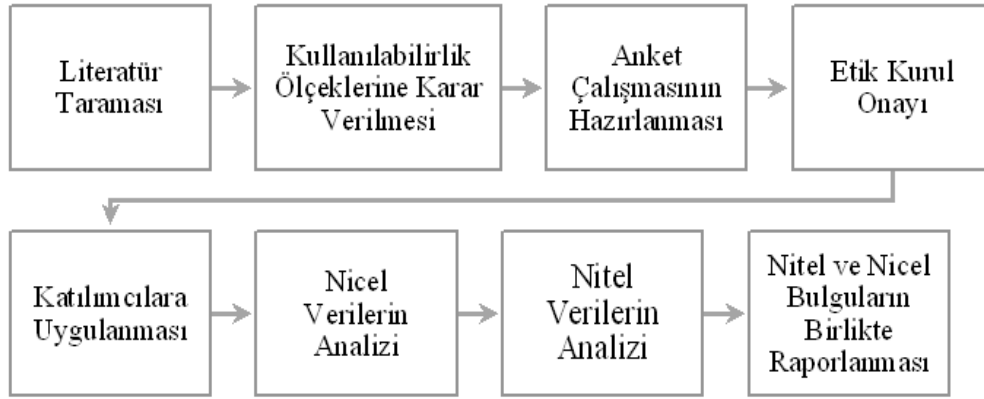 Literatür
Taraması
Kullanılabilirlik
Ölçeklerine Karar
Verilmesi
Anket
Çalışmasının
Hazırlanması
Etik Kurul
Onayı
Katılımcılara
Uygulanması
Nicel
Verilerin
Analizi
Nitel
Verilerin
Analizi
Nitel ve Nicel
Bulguların
Birlikte
Raporlanması